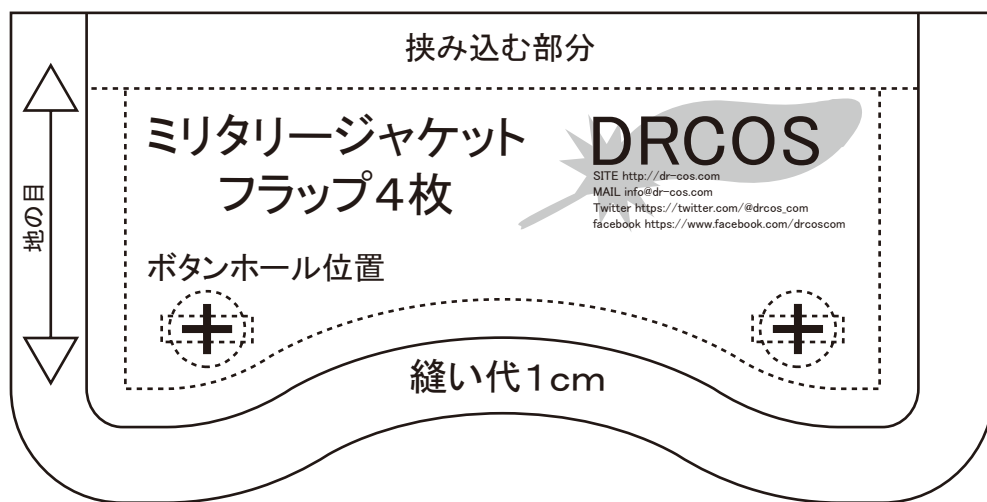 挟み込む部分
ミリタリージャケット
フラップ4枚
DRCOS
SITE http://dr-cos.com
MAIL info@dr-cos.com
Twitter https://twitter.com/@drcos_com
facebook https://www.facebook.com/drcoscom
地の目
ボタンホール位置
縫い代1cm